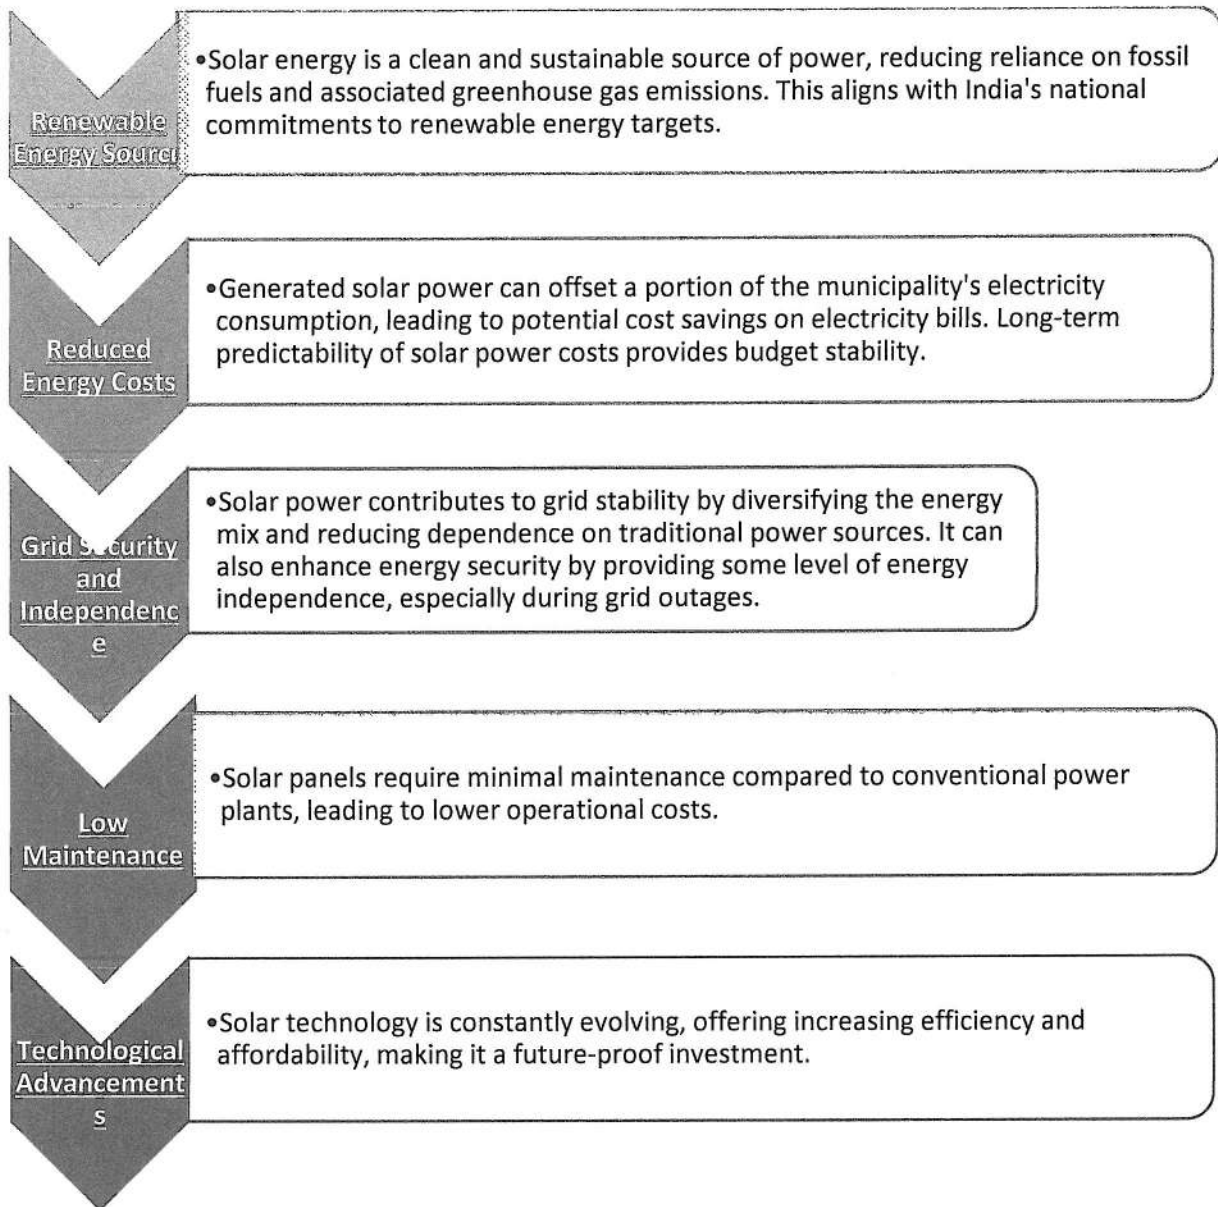 Renewable
Energy Sourc
•Solar energy is a clean and sustainable source of power, reducing reliance on fossil
fuels and associated greenhouse gas emissions. This aligns with India's national
commitments to renewable energy targets.
Reduced
Energy Costs
•Generated solar power can offset a portion of the municipality's electricity
consumption, leading to potential cost savings on electricity bills. Long-term
predictability of solar power costs provides budget stability.
Grid Security
and
Independenc
e
•Solar power contributes to grid stability by diversifying the energy
mix and reducing dependence on traditional power sources. It can
also enhance energy security by providing some level of energy
independence, especially during grid outages.
Low
Maintenance
•Solar panels require minimal maintenance compared to conventional power
plants, leading to lower operational costs.
Technological
Advancement
s
•Solar technology is constantly evolving, offering increasing efficiency and
affordability, making it a future-proof investment.